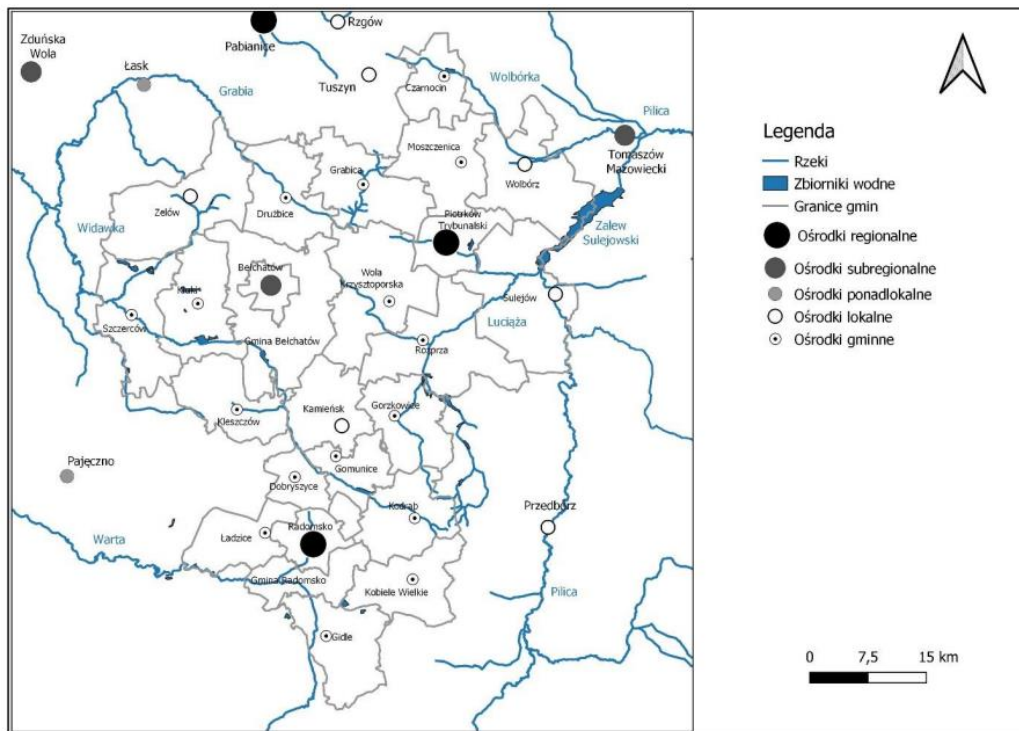 Rzgów
Zduńska
Wola
Pabianice
Łask
Tuszyn
Czarnocin
Wolbórka
Grabia
Pilica
Moszczenica
Tomaszów
Mazowiecki
Grabica
Wolbórz
Zelów
Drużbice
Piotrków
Trybunalski
Widawka
Zalew
Sulejowski
Bełchatów
Wola
Krzysztoporska
Kluki
Sulejów
Szczerców
Luciąża
Gmina Bełchatów
Rozprza
Kamieńsk
Gorzkowice
Kleszczów
Pajęczno
Gomunice
Dobryszyce
Kodrąb
Przedbórz
Radomsko
Ładzice
Warta
Gmina Radomsko
Kobiele Wielkie
Pilica
Gidle
Legenda
Rzeki
Zbiorniki wodne
Granice gmin
Ośrodki regionalne
Ośrodki subregionalne
Ośrodki ponadlokalne
Ośrodki lokalne
Ośrodki gminne
0 7,5 15 km